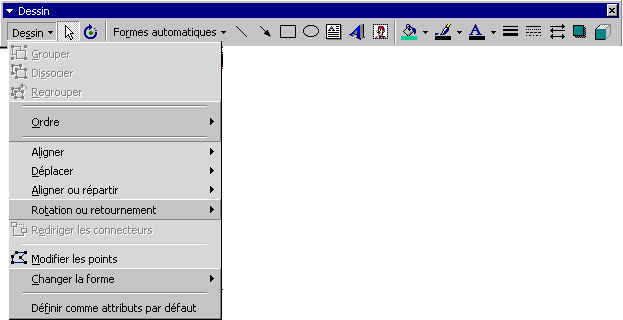 Dessin
Dessin Formes automatiques
Grouper
Dissocier
Regrouper
Ordre
Aligner
Déplacer
Aligner ou répartir
Rotation ou retournement
Rediriger les connecteurs
Modifier les points
Changer la forme
Définir comme attributs par défaut